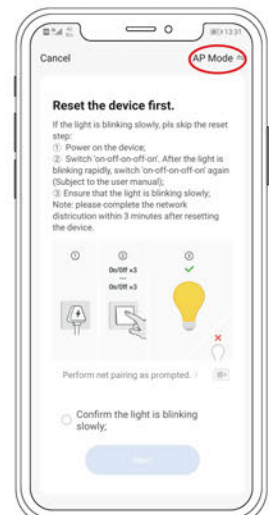 13:31
Cancel
AP Mode
Reset the device first.
If the light is blinking slowly, pls skip the reset
step:
① Power on the device;
② Switch 'on-off-on-off-on'. After the light is
blinking rapidly, switch 'on-off-on-off-on' again
(Subject to the user manual);
③ Ensure that the light is blinking slowly;
Note: please complete the network
districution within 3 minutes after resetting
the device.
① ② ③
On/Off ×3
On/Off ×3
Perform net pairing as prompted.
Confirm the light is blinking
slowly;
Next